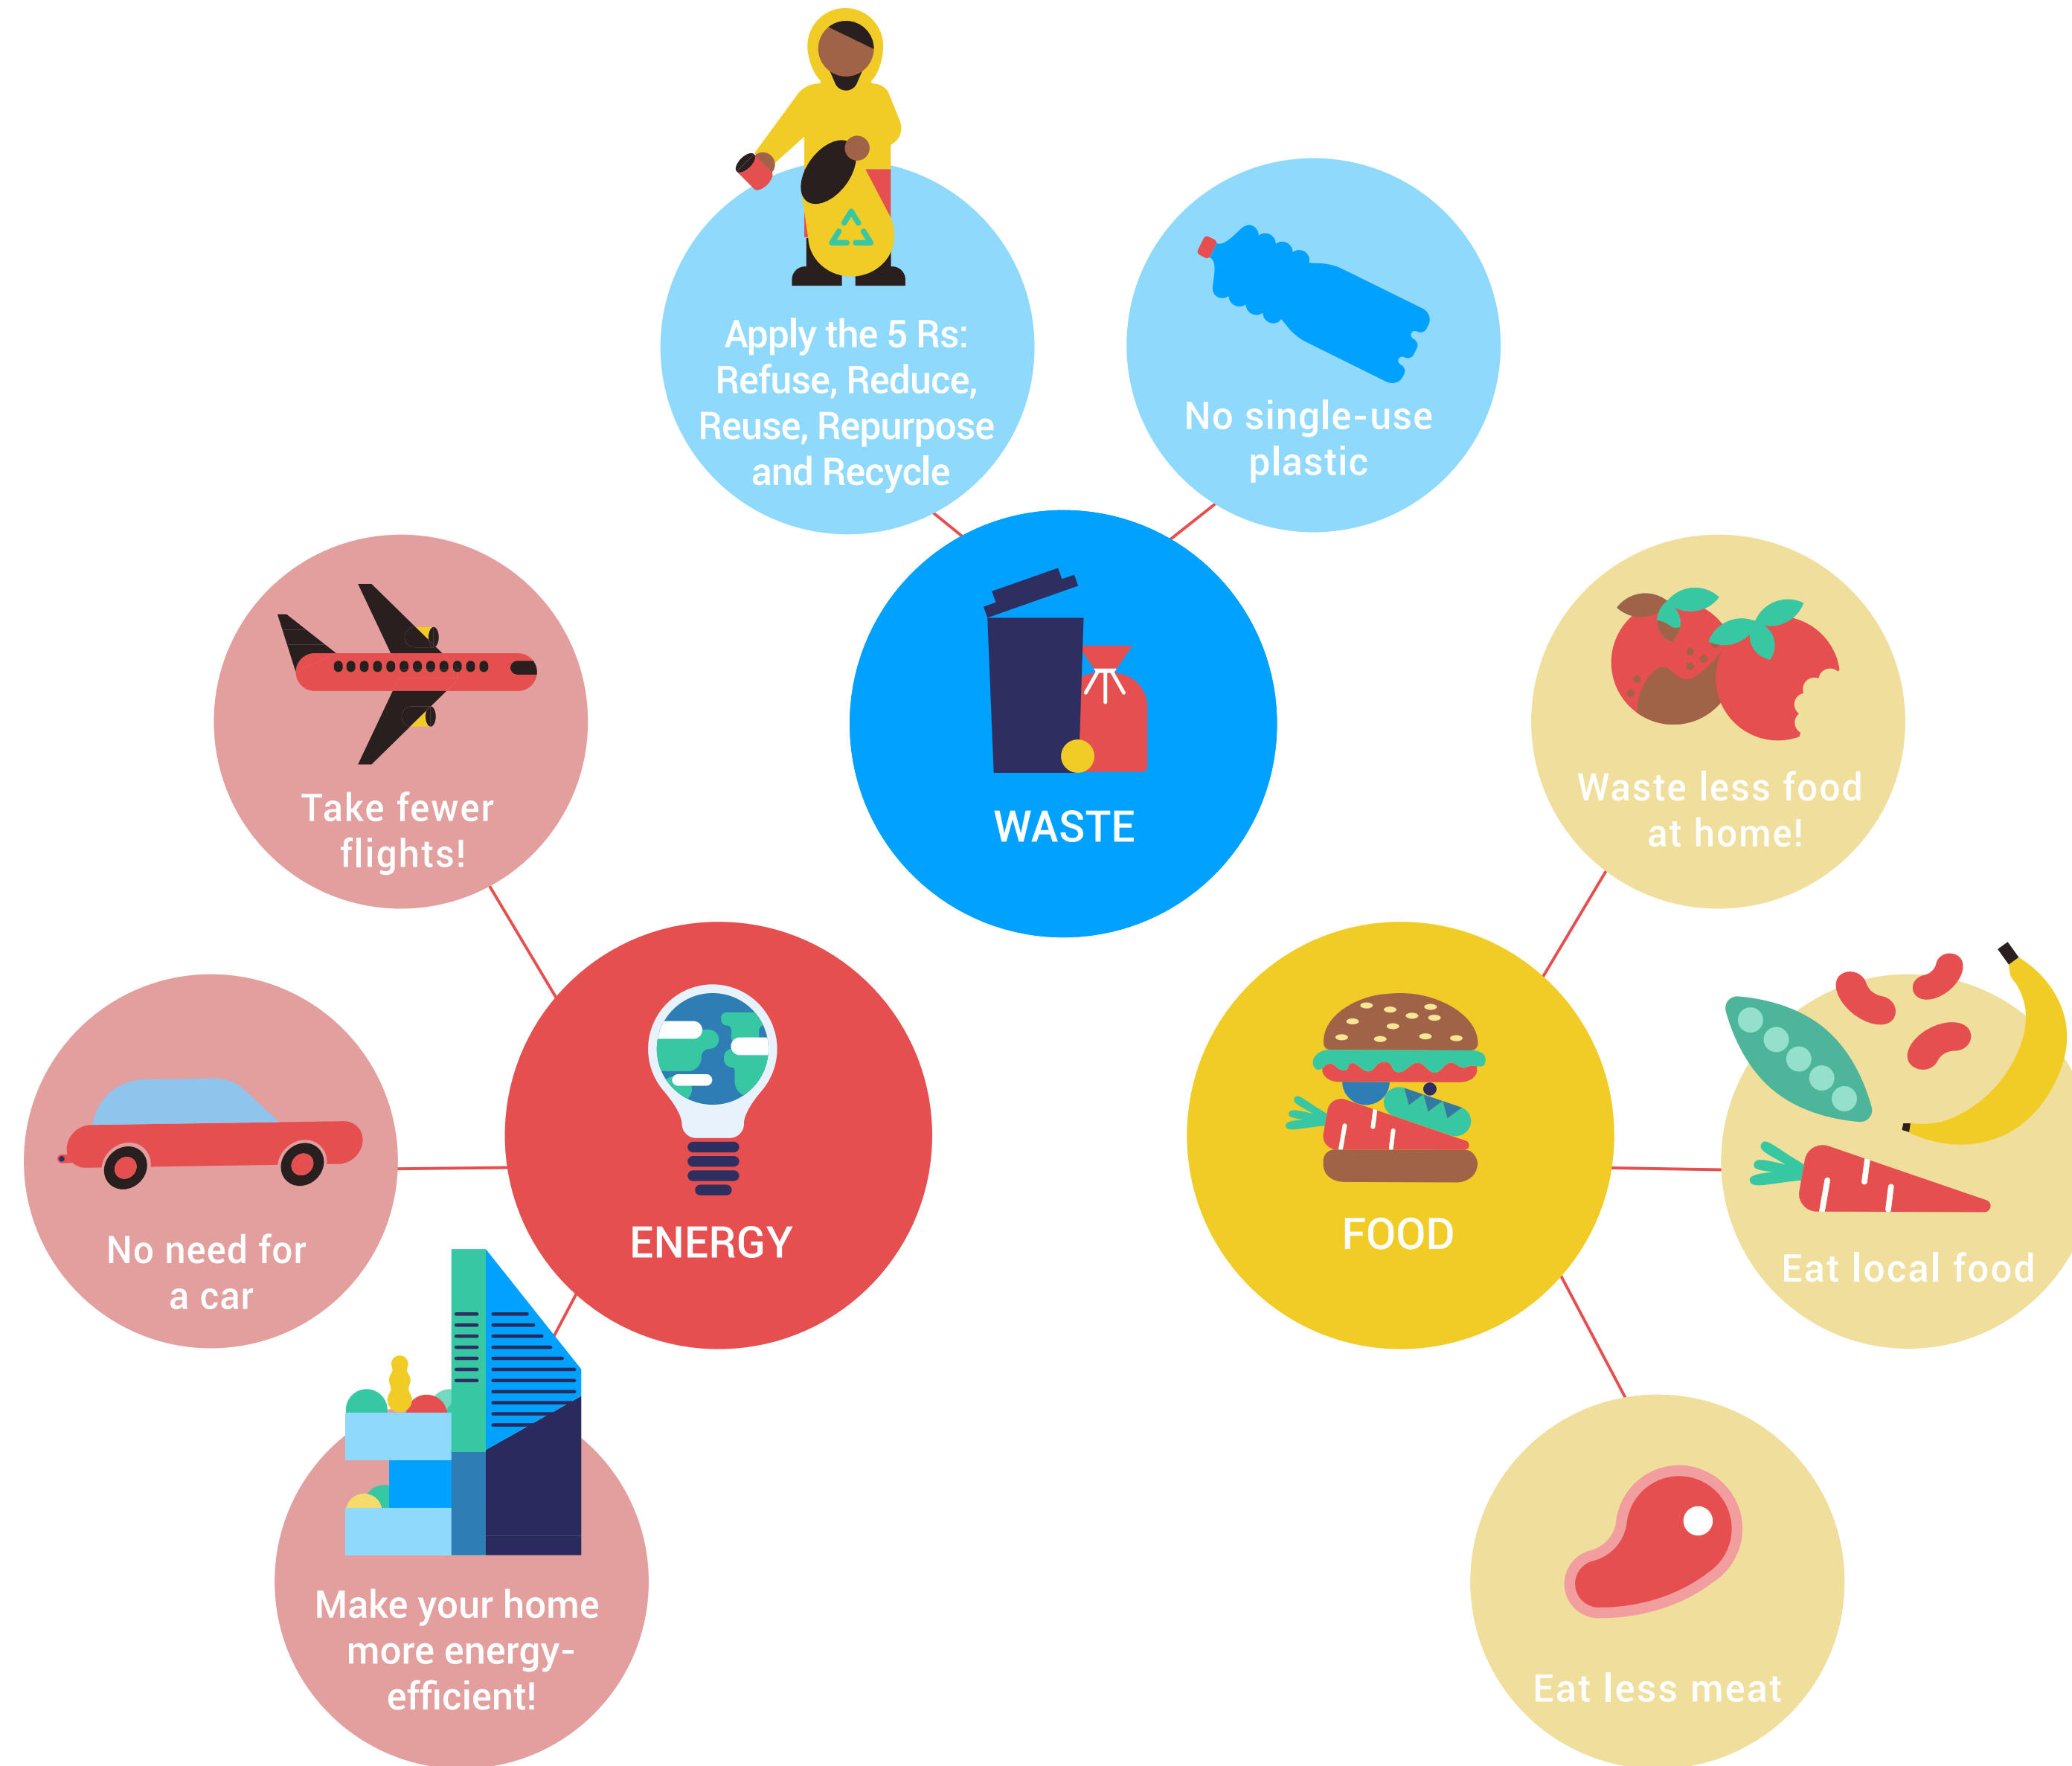 Apply the 5 Rs:
Refuse, Reduce,
Reuse, Repurpose
and Recycle
No single-use
plastic
WASTE
Take fewer
flights!
No need for
a car
ENERGY
Make your home
more energy-
efficient!
Waste less food
at home!
FOOD
Eat local food
Eat less meat